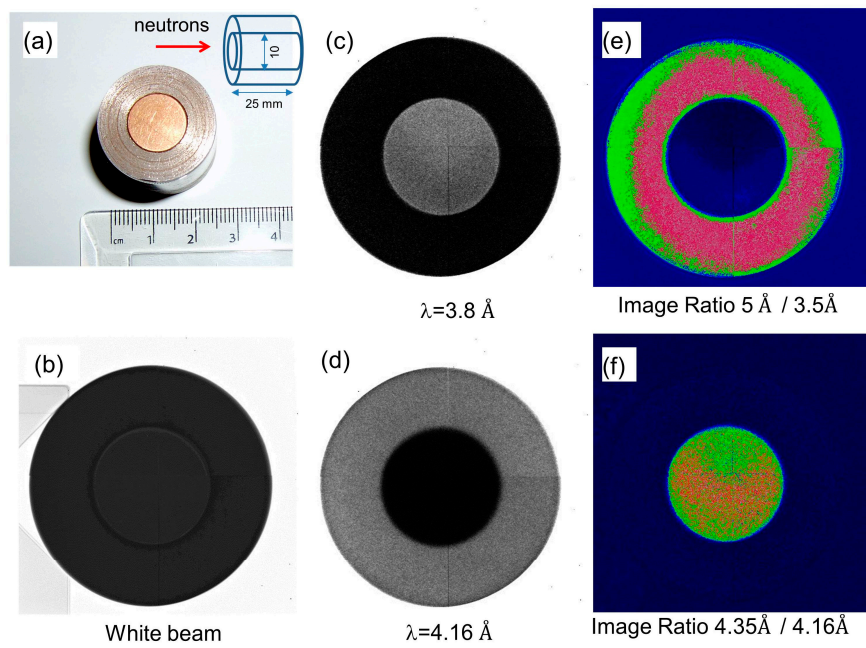 (a)
neutrons
10
25 mm
cm 1 2 3 4
(b)
White beam
(c)
λ=3.8 Å
(d)
λ=4.16 Å
(e)
Image Ratio 5 Å / 3.5Å
(f)
Image Ratio 4.35Å / 4.16Å